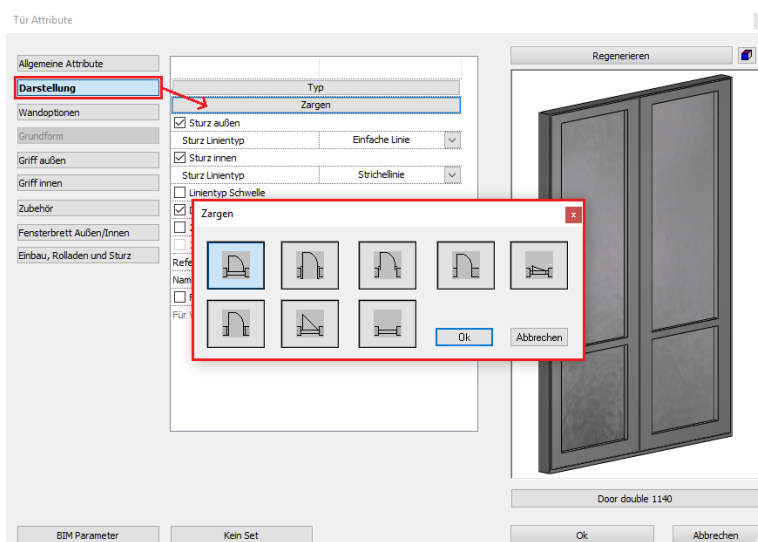 Tür Attribute
Allgemeine Attribute
Darstellung
Wandoptionen
Grundform
Griff außen
Griff innen
Zubehör
Fensterbrett Außen/Innen
Einbau, Rolladen und Sturz
Typ
Zargen
Sturz außen
Sturz Linientyp Einfache Linie
Sturz innen
Sturz Linientyp Strichellinie
Linientyp Schwelle
Für
Zargen
x
Ok Abbrechen
Regenerieren
Door double 1140
BIM Parameter Kein Set Ok Abbrechen